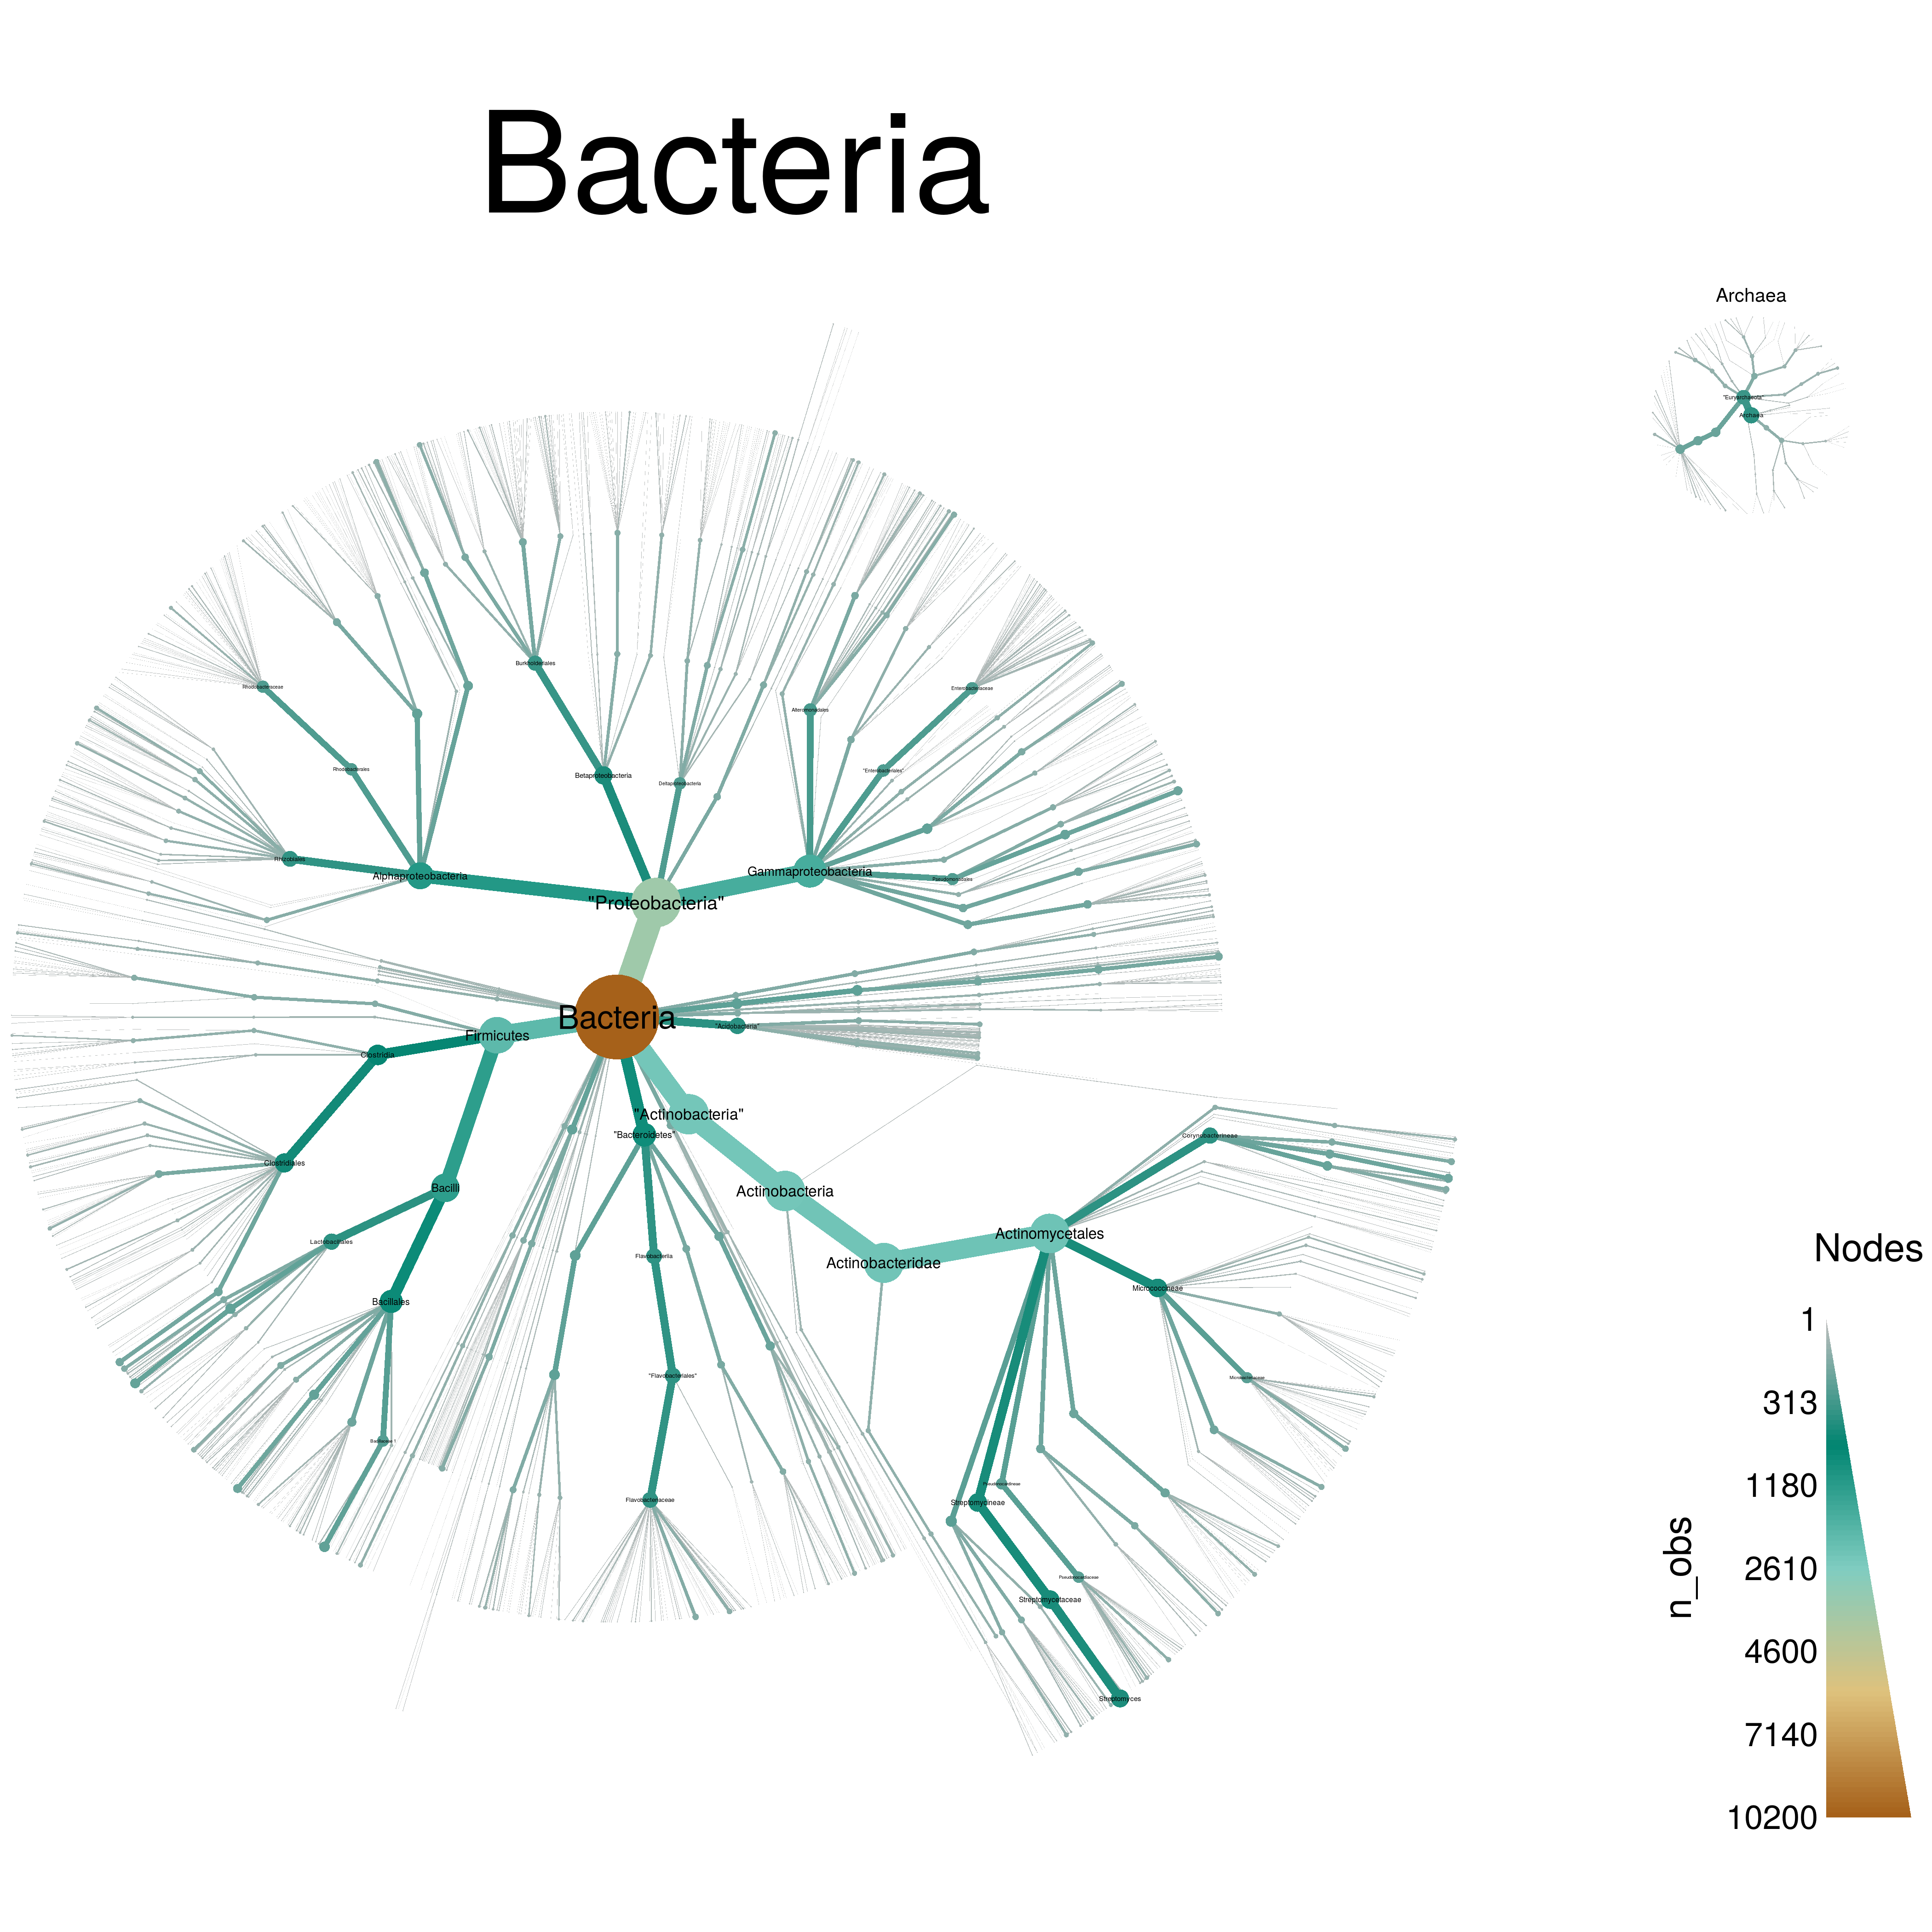 Bacteria
Archaea
"Euryarchaeota"
Archaea
Burkholderiales
Rhodobacteraceae
Enterobacteriaceae
Alteromonadales
Rhodobacterales
"Enterobacteriales"
Betaproteobacteria
Deltaproteobacteria
Rhizobiales
Alphaproteobacteria
Gammaproteobacteria
Pseudomonadales
"Proteobacteria"
Bacteria
"Acidobacteria"
Firmicutes
Clostridia
"Actinobacteria"
"Bacteroidetes"
Corynebacterineae
Clostridiales
Bacilli
Actinobacteria
Lactobacillales
Flavobacteriia
Actinobacteridae
Actinomycetales
Bacillales
Micrococcineae
"Flavobacteriales"
Microbacteriaceae
Bacillaceae 1
Flavobacteriaceae
Pseudonocardineae
Streptomycineae
Pseudonocardiaceae
Streptomycetaceae
Streptomyces
Nodes
1
313
1180
2610
4600
7140
10200
n_obs